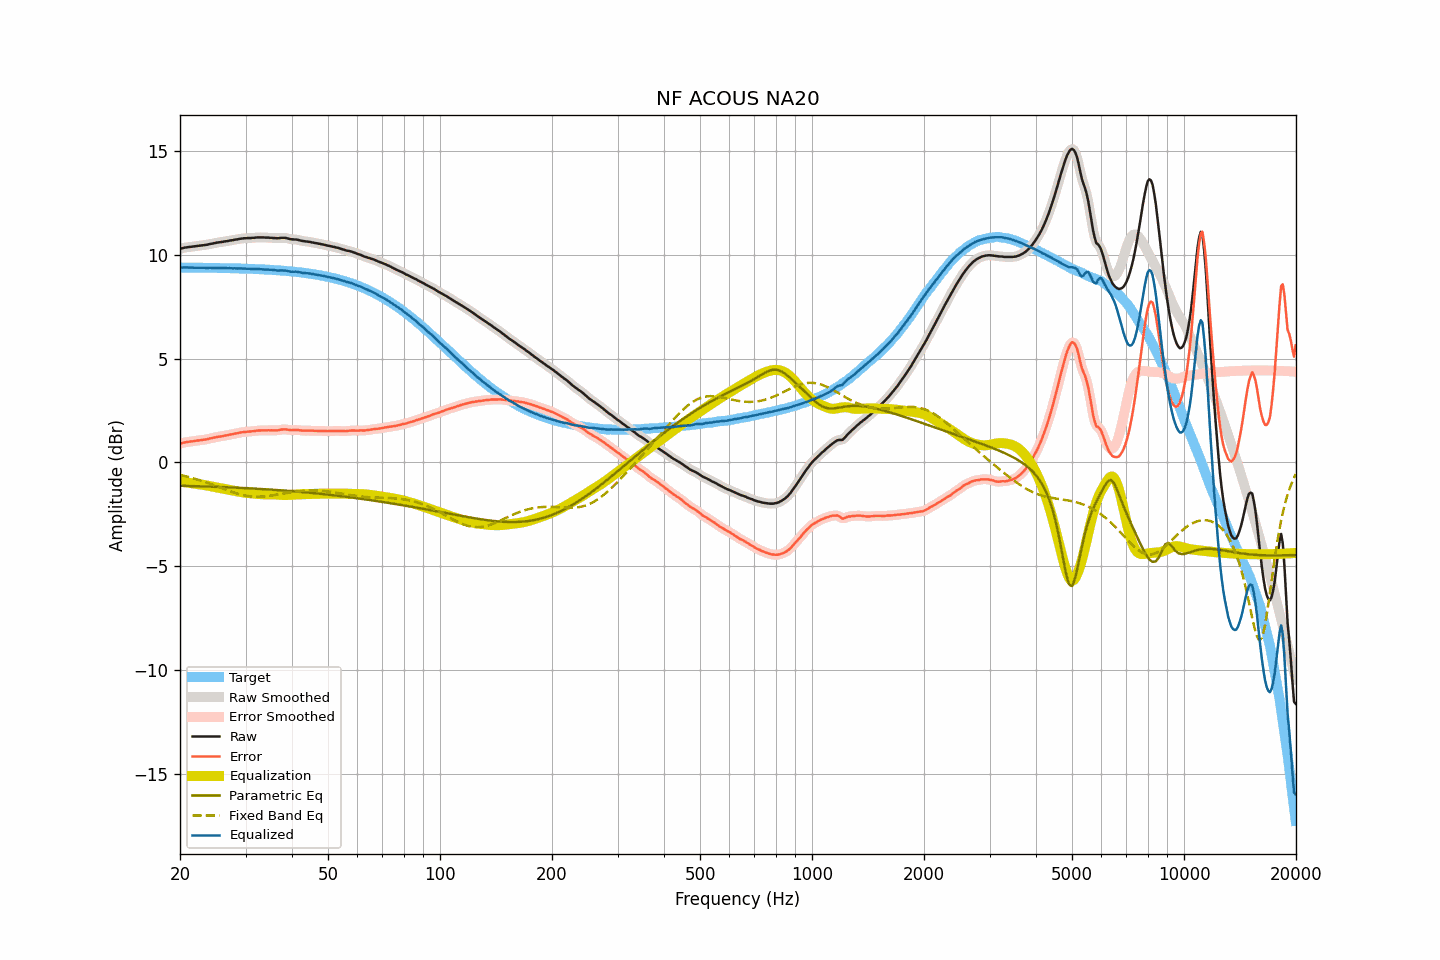 NF ACOUS NA20
15
10
5
0
−5
−10
−15
Amplitude (dBr)
Target
Raw Smoothed
Error Smoothed
Raw
Error
Equalization
Parametric Eq
Fixed Band Eq
Equalized
20 50 100 200 500 1000 2000 5000 10000 20000
Frequency (Hz)